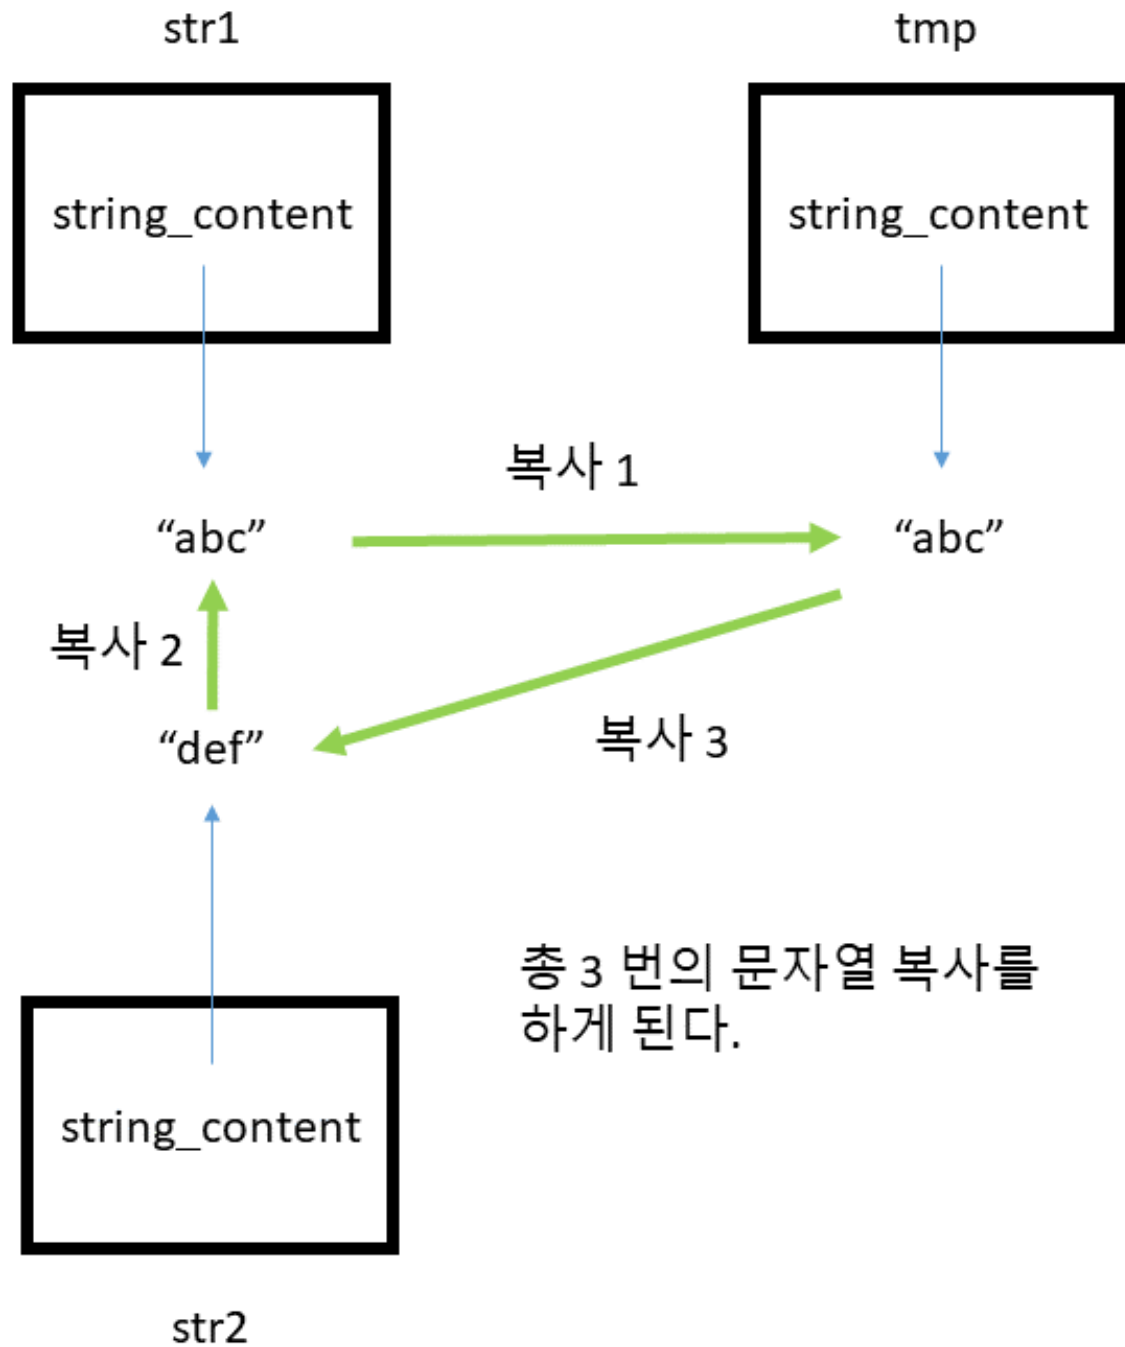 str1
tmp
string_content
string_content
복사 1
“abc”
“abc”
복사 2
“def”
복사 3
총 3 번의 문자열 복사를
하게 된다.
string_content
str2